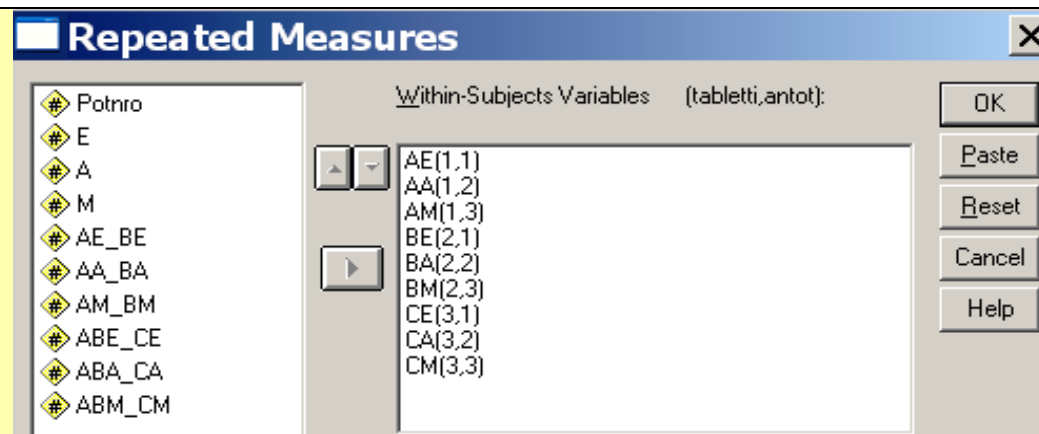 Repeated Measures
Potnro
E
A
M
AE_BE
AA_BA
AM_BM
ABE_CE
ABA_CA
ABM_CM
Within-Subjects Variables (tabletti,antot):
AE(1,1)
AA(1,2)
AM(1,3)
BE(2,1)
BA(2,2)
BM(2,3)
CE(3,1)
CA(3,2)
CM(3,3)
OK
Paste
Reset
Cancel
Help